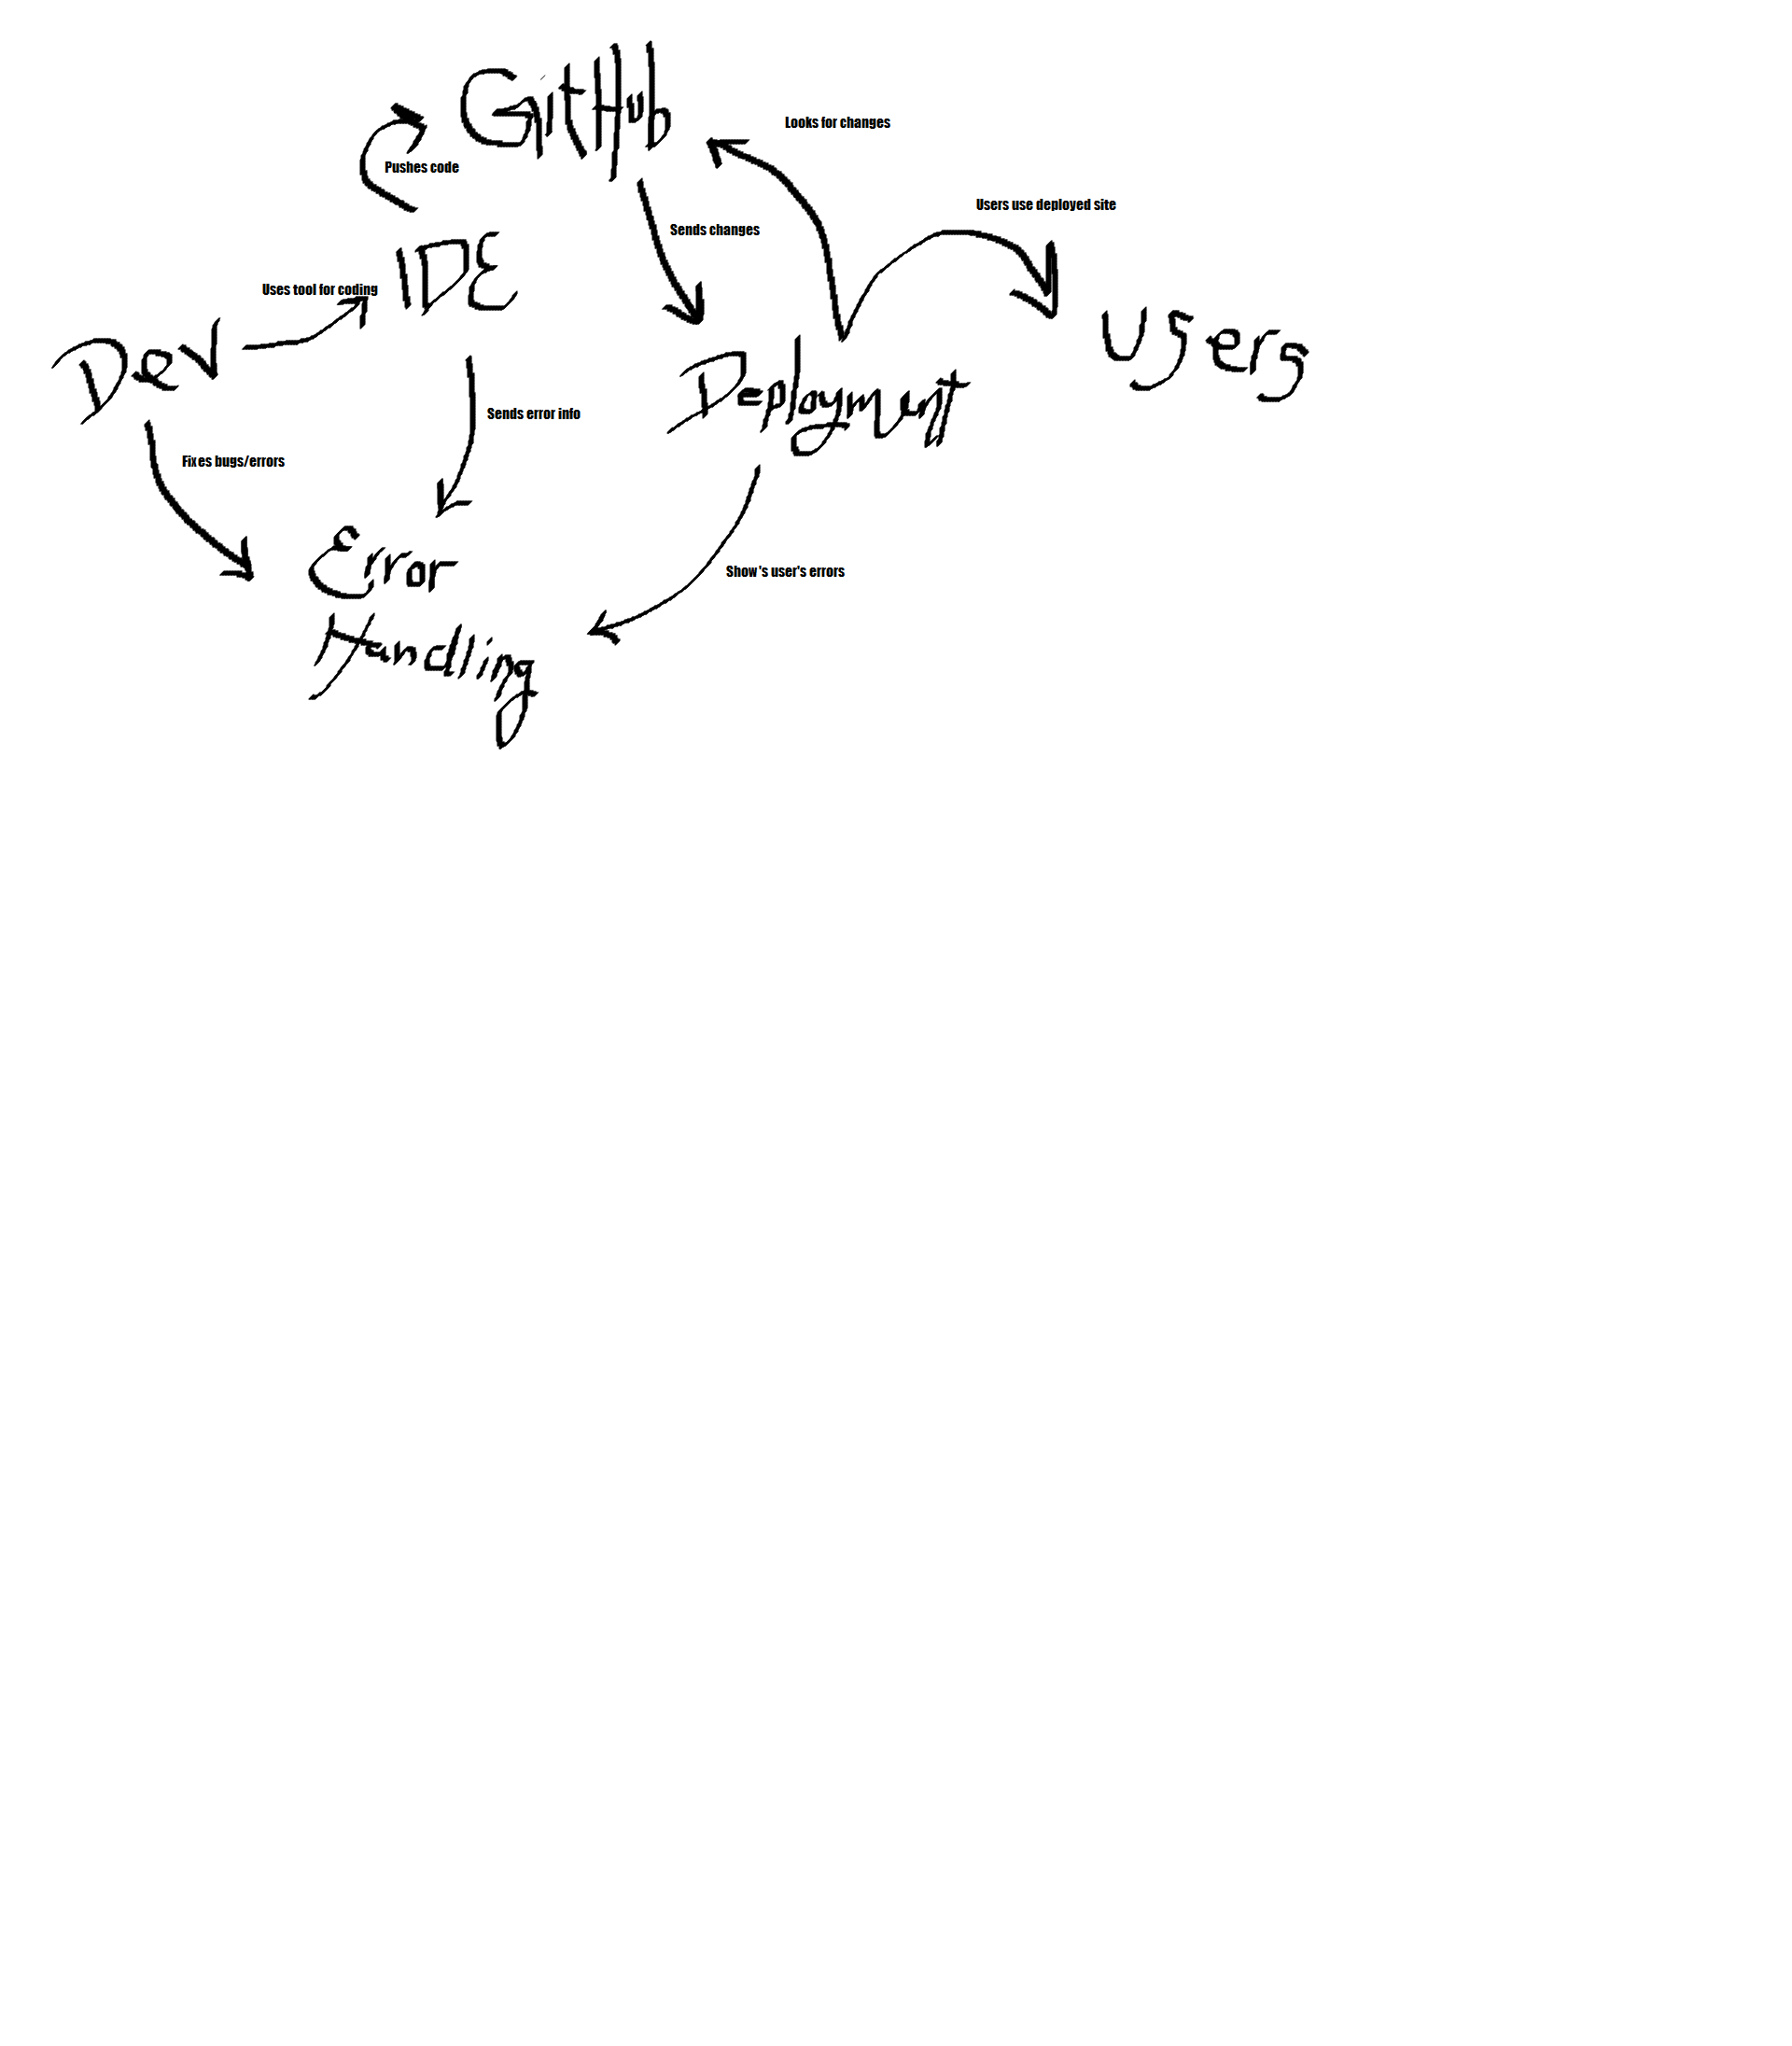 GitHub
Looks for changes
Pushes code
Users use deployed site
Sends changes
IDE
Uses tool for coding
Dev
Users
Deployment
Sends error info
Fixes bugs/errors
Error
Handling
Show's user's errors